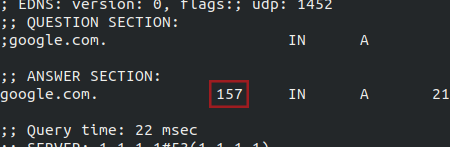 ; EDNS: version: 0, flags:; udp: 1452
;; QUESTION SECTION:
;google.com. IN A
;; ANSWER SECTION:
google.com. 157 IN A 21
;; Query time: 22 msec
;; SERVER: 1.1.1.1#53(1.1.1.1)